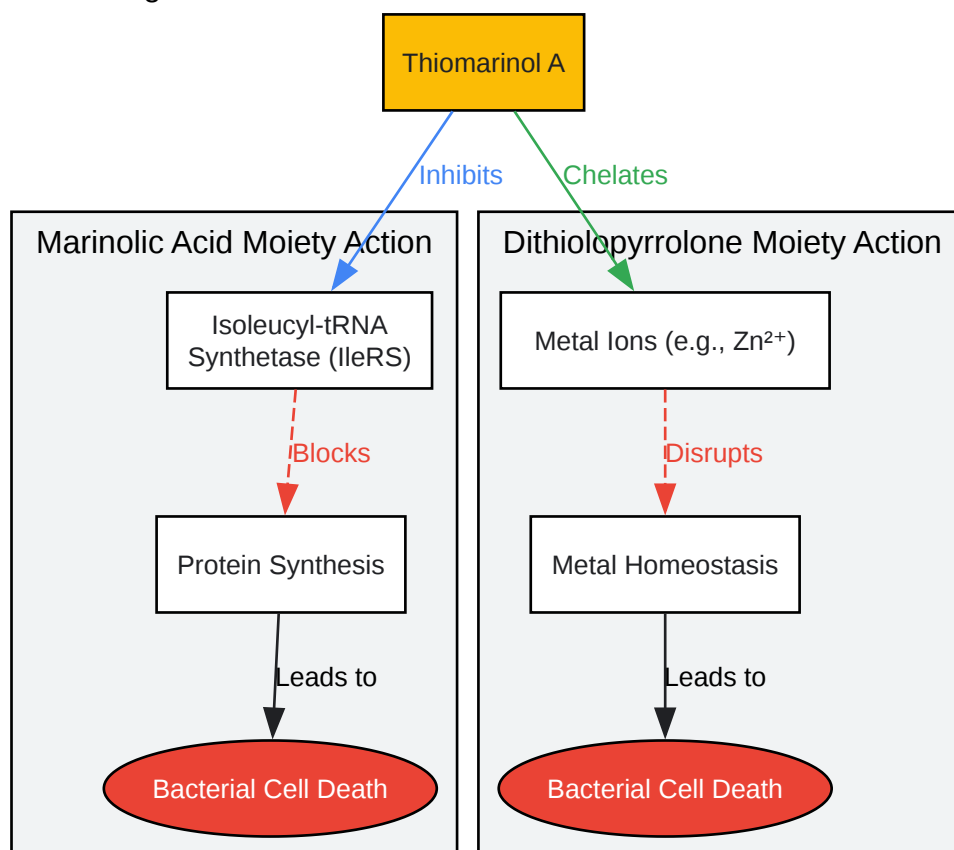 Thiomarinol A
Inhibits
Chelates
Marinolic Acid Moiety Action
Dithiolopyrrolone Moiety Action
Isoleucyl-tRNA
Synthetase (IleRS)
Metal Ions (e.g., Zn²⁺)
Blocks
Disrupts
Protein Synthesis
Metal Homeostasis
Leads to
Leads to
Bacterial Cell Death
Bacterial Cell Death